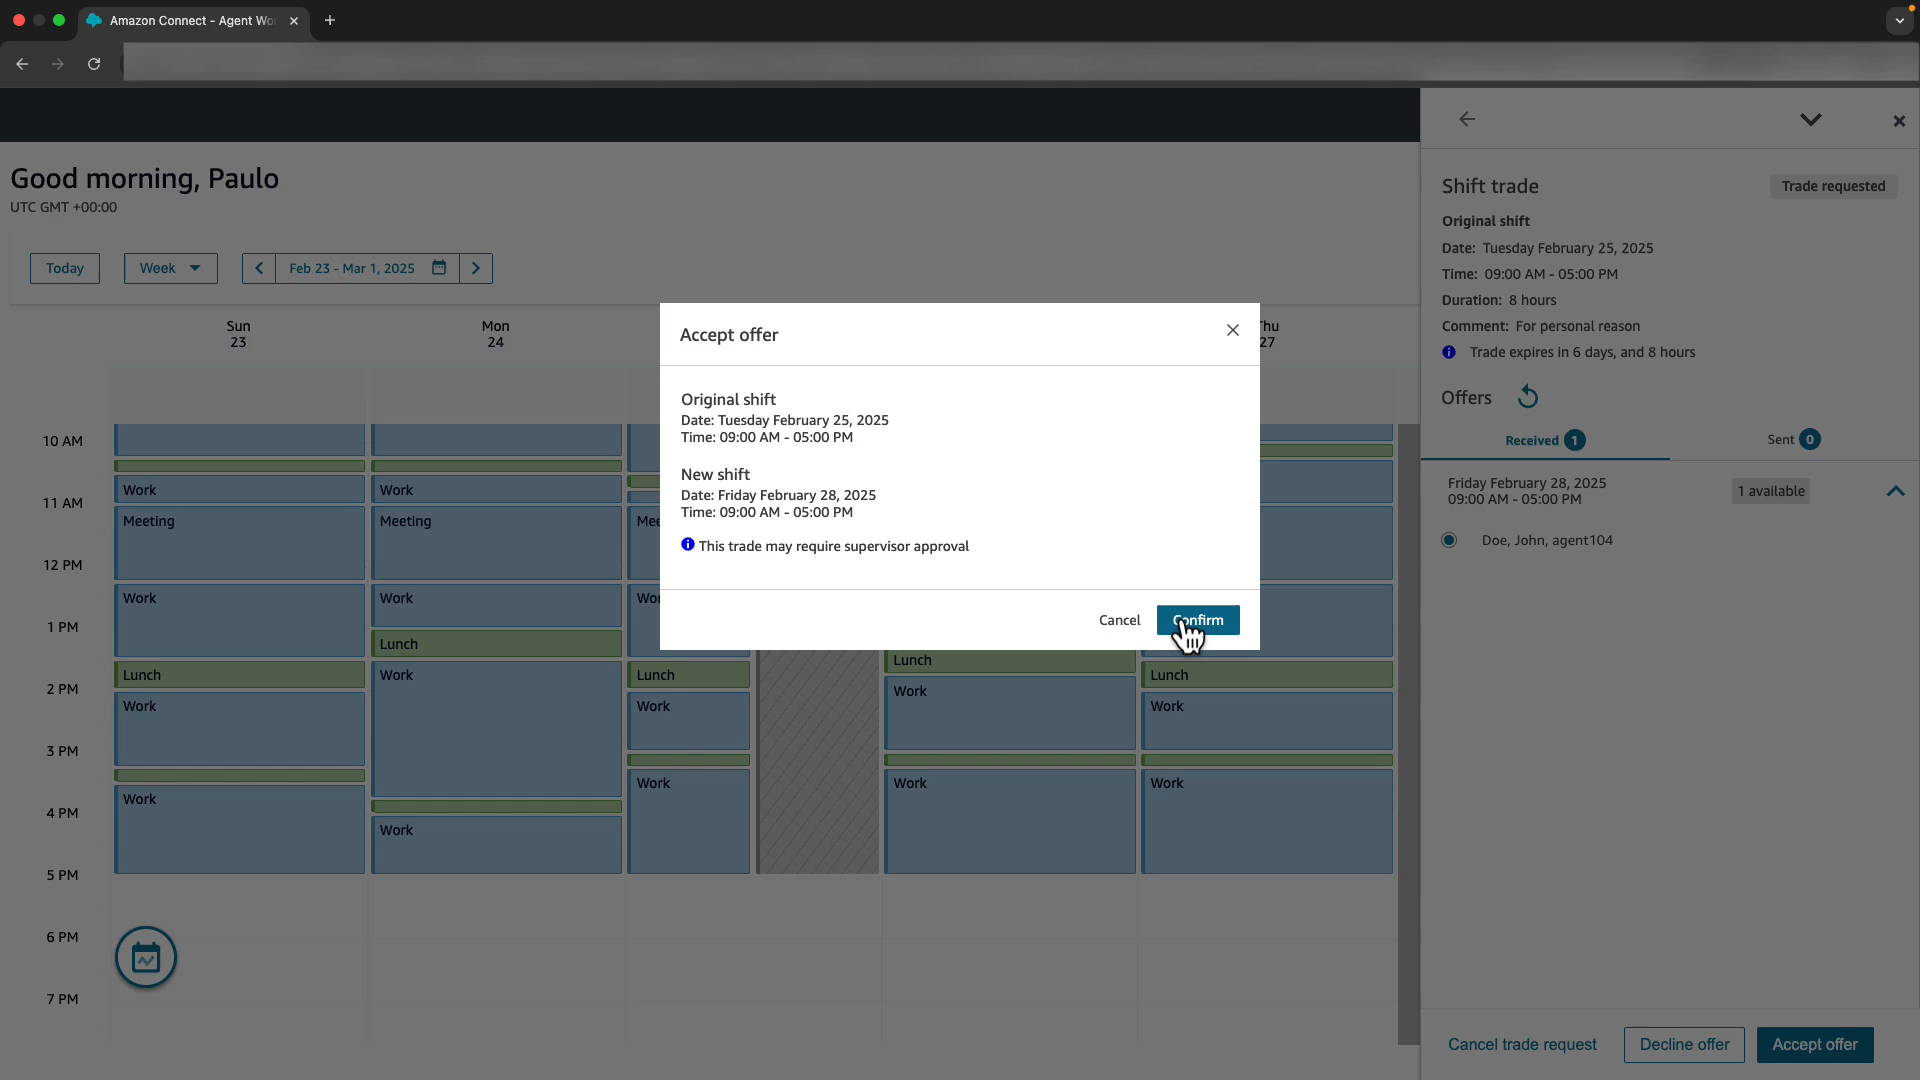 Amazon Connect - Agent Wo
Good morning, Paulo
UTC GMT +00:00
Today
Week
Feb 23 - Mar 1, 2025
Sun
23
Mon
24
Thu
27
10 AM
11 AM
12 PM
1 PM
2 PM
3 PM
4 PM
5 PM
6 PM
7 PM
Work
Meeting
Work
Lunch
Work
Work
Work
Meeting
Work
Lunch
Work
Work
Mee
Wo
Lunch
Work
Work
Lunch
Work
Work
Lunch
Work
Work
Accept offer
Original shift
Date: Tuesday February 25, 2025
Time: 09:00 AM - 05:00 PM
New shift
Date: Friday February 28, 2025
Time: 09:00 AM - 05:00 PM
This trade may require supervisor approval
Cancel
Confirm
Shift trade
Trade requested
Original shift
Date: Tuesday February 25, 2025
Time: 09:00 AM - 05:00 PM
Duration: 8 hours
Comment: For personal reason
Trade expires in 6 days, and 8 hours
Offers
Received 1
Sent 0
Friday February 28, 2025
09:00 AM - 05:00 PM
1 available
Doe, John, agent104
Cancel trade request
Decline offer
Accept offer